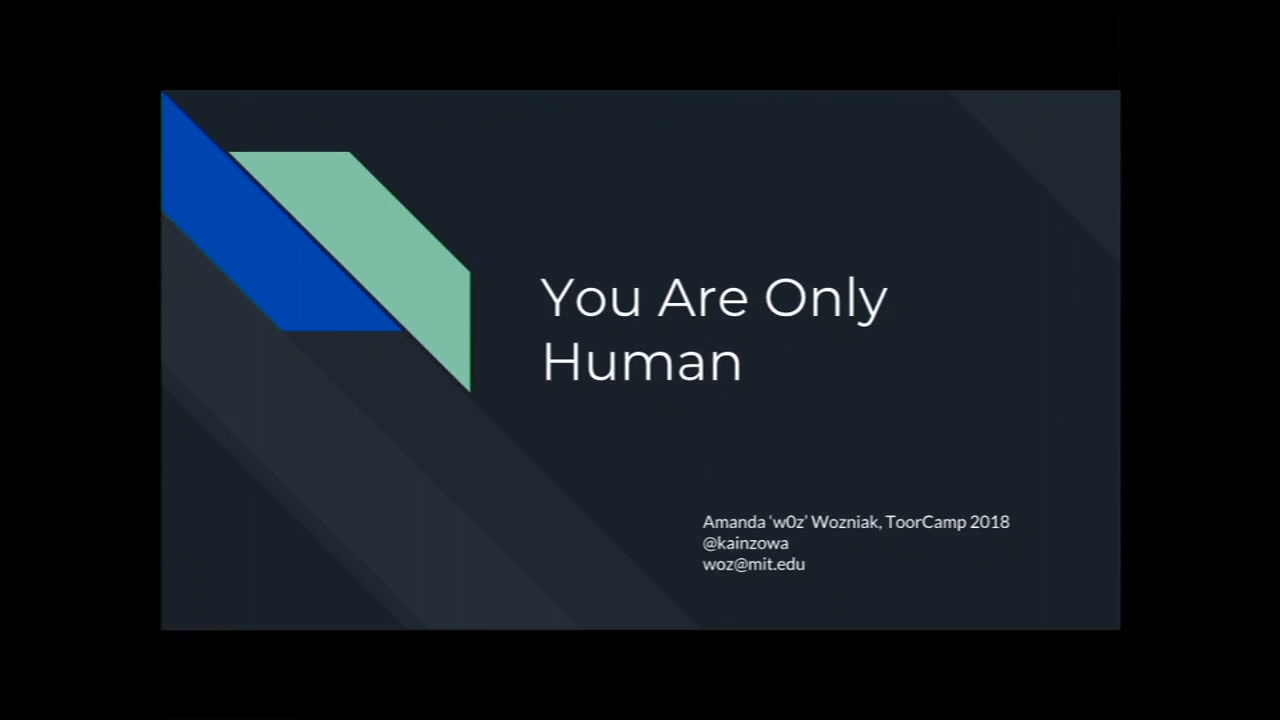 You Are Only
Human
Amanda ‘w0z’ Wozniak, ToorCamp 2018
@kainzowa
woz@mit.edu